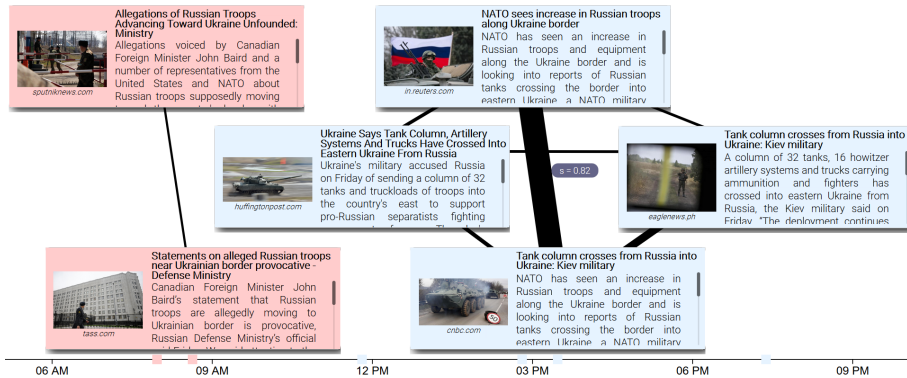 Allegations of Russian Troops
Advancing Toward Ukraine Unfounded:
Ministry
Allegations voiced by Canadian
Foreign Minister John Baird and a
number of representatives from the
United States and NATO about
Russian troops supposedly moving
sputniknews.com
NATO sees increase in Russian troops
along Ukraine border
NATO has seen an increase in
Russian troops and equipment
along the Ukraine border and is
looking into reports of Russian
tanks crossing the border into
eastern Ukraine, a NATO military
in.reuters.com
Ukraine Says Tank Column, Artillery
Systems And Trucks Have Crossed Into
Eastern Ukraine From Russia
Ukraine's military accused Russia
on Friday of sending a column of 32
tanks and truckloads of troops into
the country's east to support
pro-Russian separatists fighting
huffingtonpost.com
s = 0.82
Tank column crosses from Russia into
Ukraine: Kiev military
A column of 32 tanks, 16 howitzer
artillery systems and trucks carrying
ammunition and fighters has
crossed into eastern Ukraine from
Russia, the Kiev military said on
Friday. "The deployment continues
eaglenews.ph
Statements on alleged Russian troops
near Ukrainian border provocative -
Defense Ministry
Canadian Foreign Minister John
Baird's statement that Russian
troops are allegedly moving to
Ukrainian border is provocative,
Russian Defense Ministry's official
tass.com
Tank column crosses from Russia into
Ukraine: Kiev military
NATO has seen an increase in
Russian troops and equipment
along the Ukraine border and is
looking into reports of Russian
tanks crossing the border into
eastern Ukraine, a NATO military
cnbc.com
06 AM 09 AM 12 PM 03 PM 06 PM 09 PM